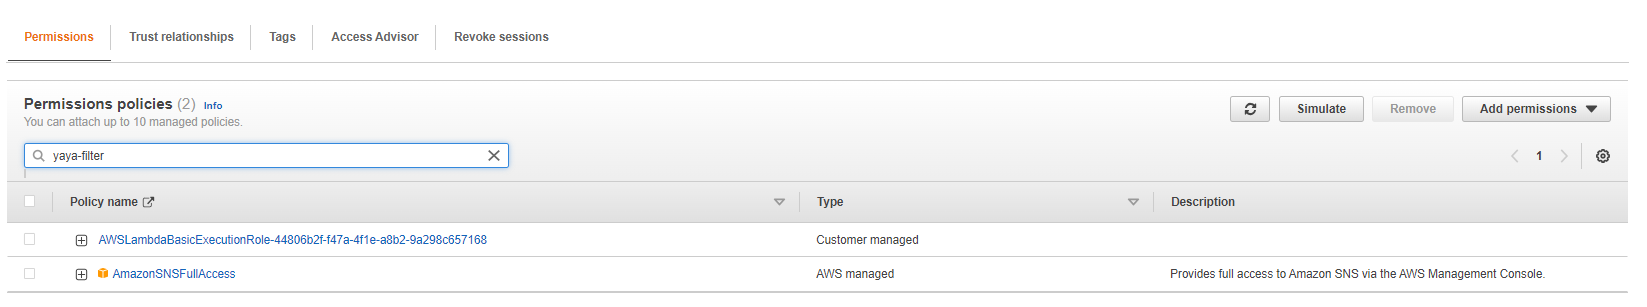 Permissions Trust relationships Tags Access Advisor Revoke sessions
Permissions policies (2) Info
You can attach up to 10 managed policies.
Simulate Remove Add permissions
yaya-filter
1
Policy name Type Description
AWSLambdaBasicExecutionRole-44806b2f-f47a-4f1e-a8b2-9a298c657168 Customer managed
AmazonSNSFullAccess AWS managed Provides full access to Amazon SNS via the AWS Management Console.